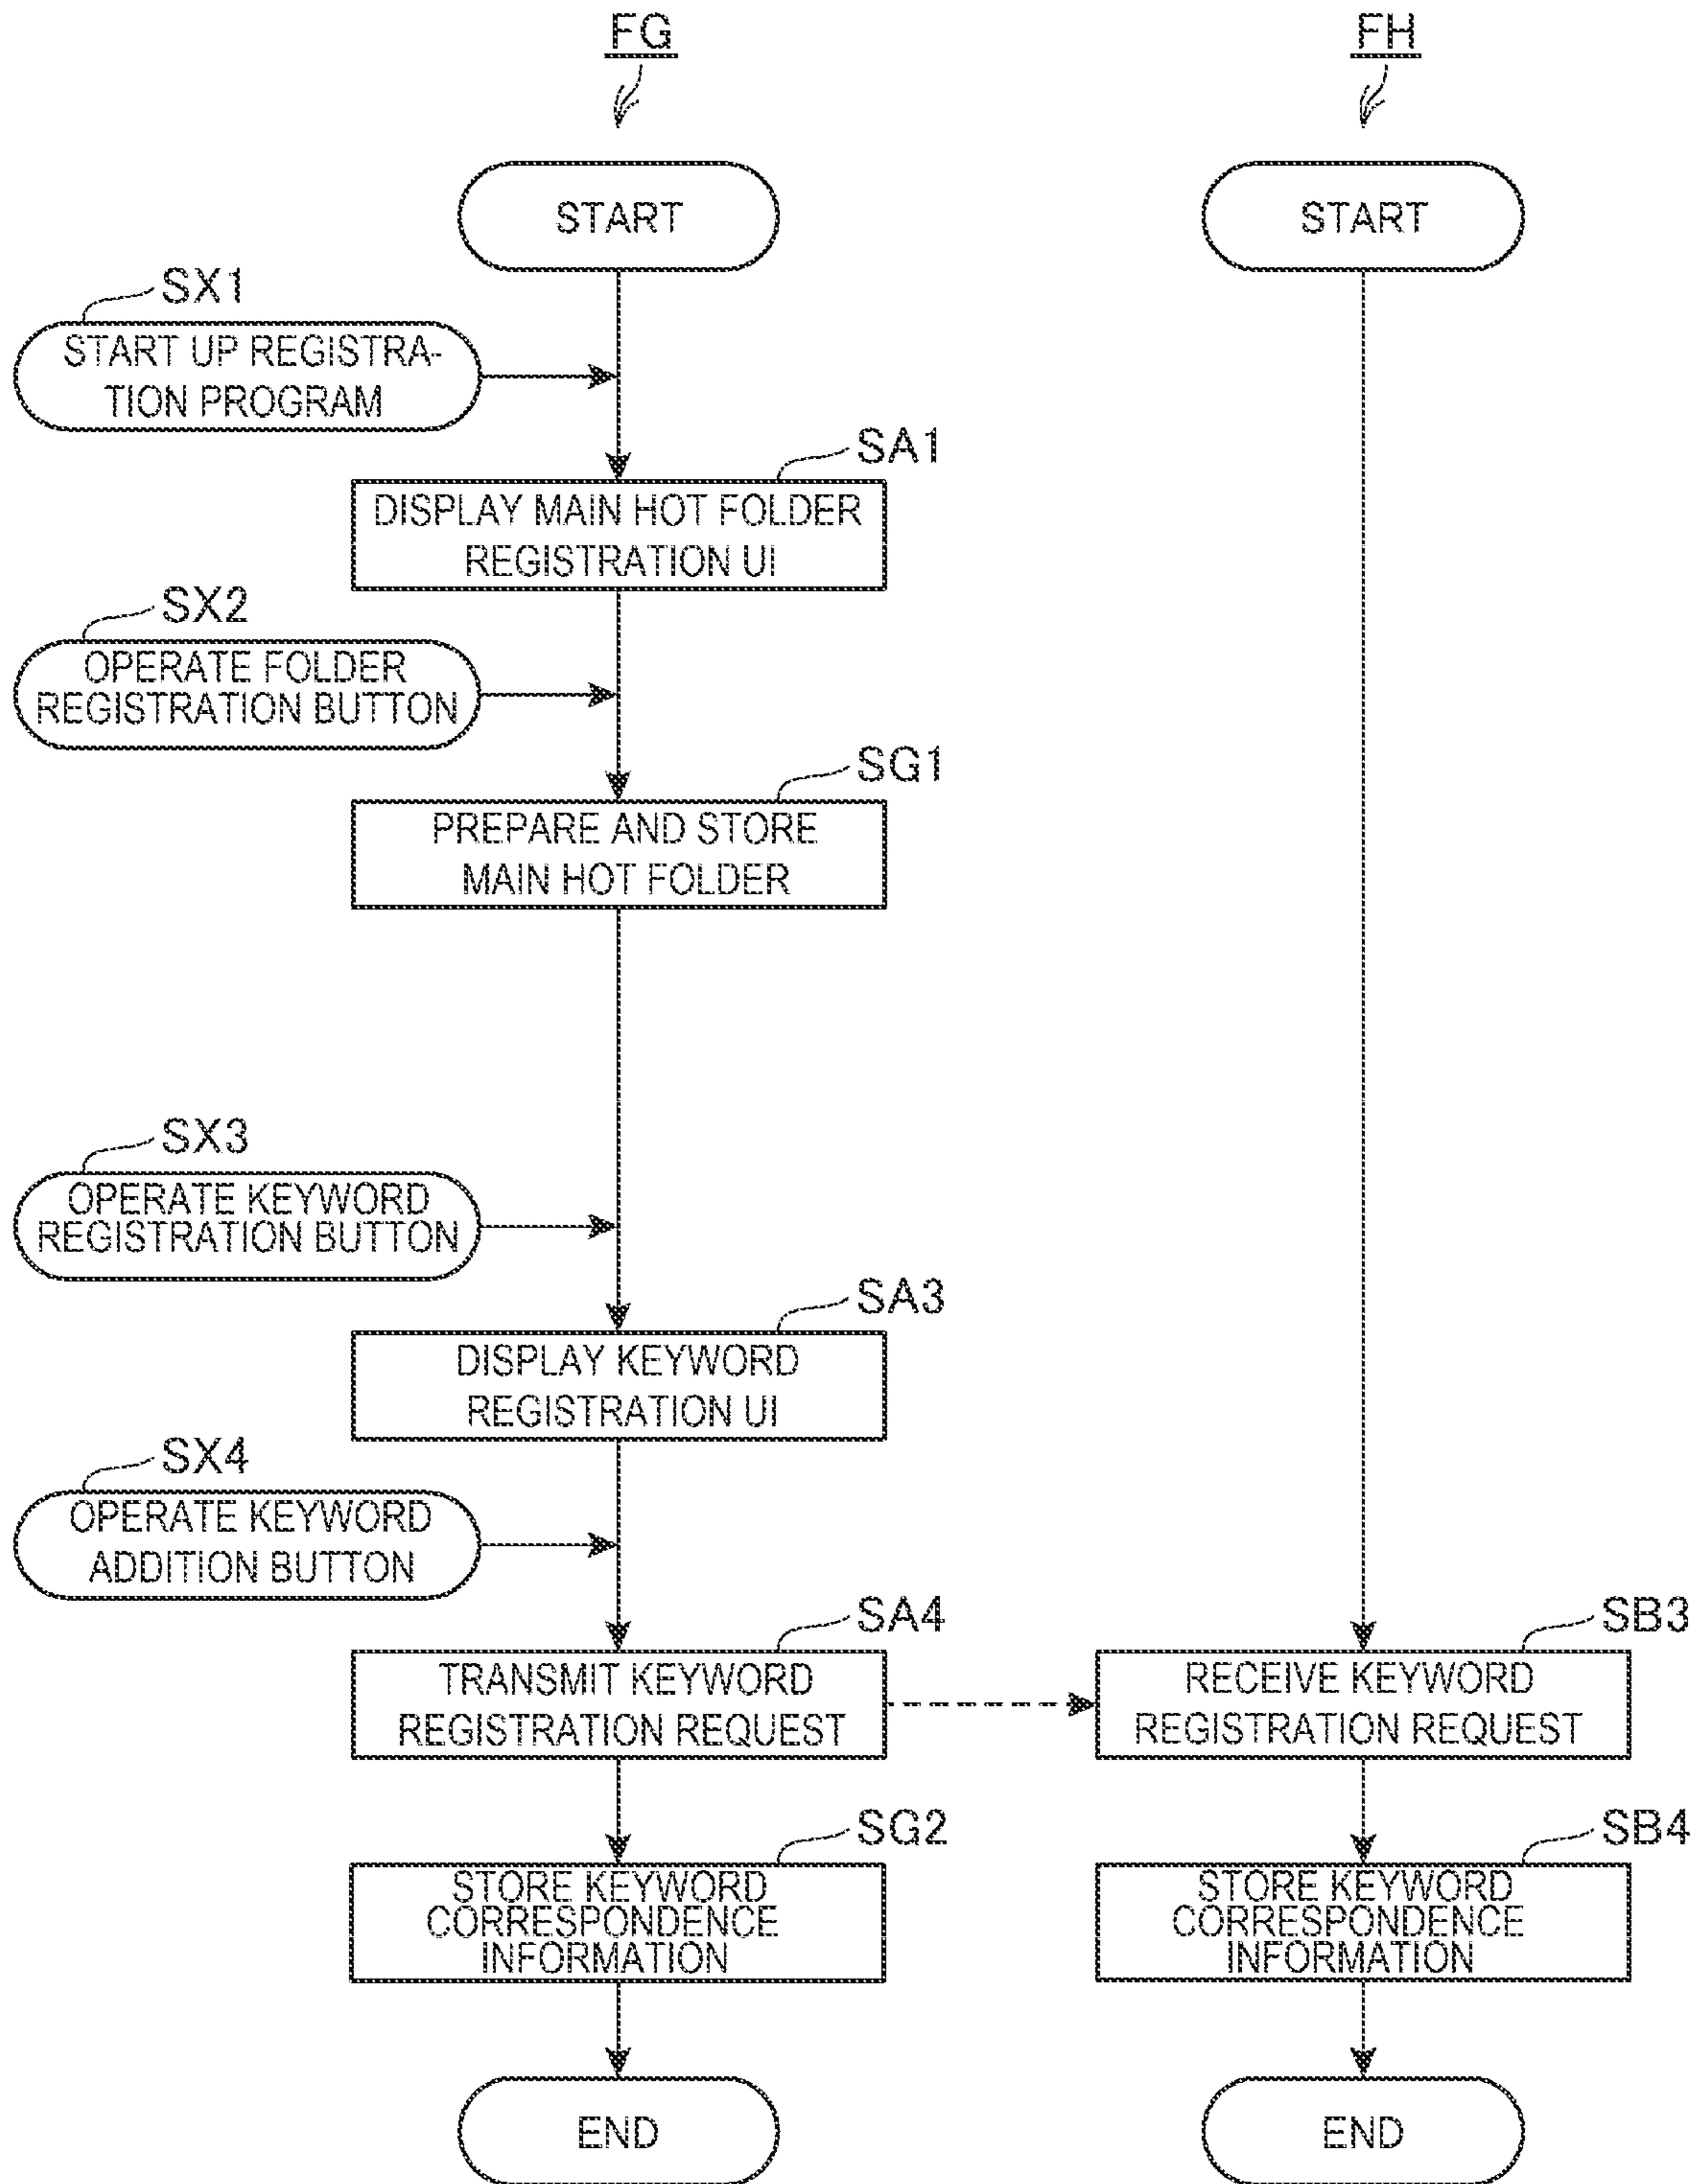 FG
FH
START
START
SX1
START UP REGISTRA-
TION PROGRAM
SA1
DISPLAY MAIN HOT FOLDER
REGISTRATION UI
SX2
OPERATE FOLDER
REGISTRATION BUTTON
SG1
PREPARE AND STORE
MAIN HOT FOLDER
SX3
OPERATE KEYWORD
REGISTRATION BUTTON
SA3
DISPLAY KEYWORD
REGISTRATION UI
SX4
OPERATE KEYWORD
ADDITION BUTTON
SA4
TRANSMIT KEYWORD
REGISTRATION REQUEST
SB3
RECEIVE KEYWORD
REGISTRATION REQUEST
SG2
STORE KEYWORD
CORRESPONDENCE
INFORMATION
SB4
STORE KEYWORD
CORRESPONDENCE
INFORMATION
END
END